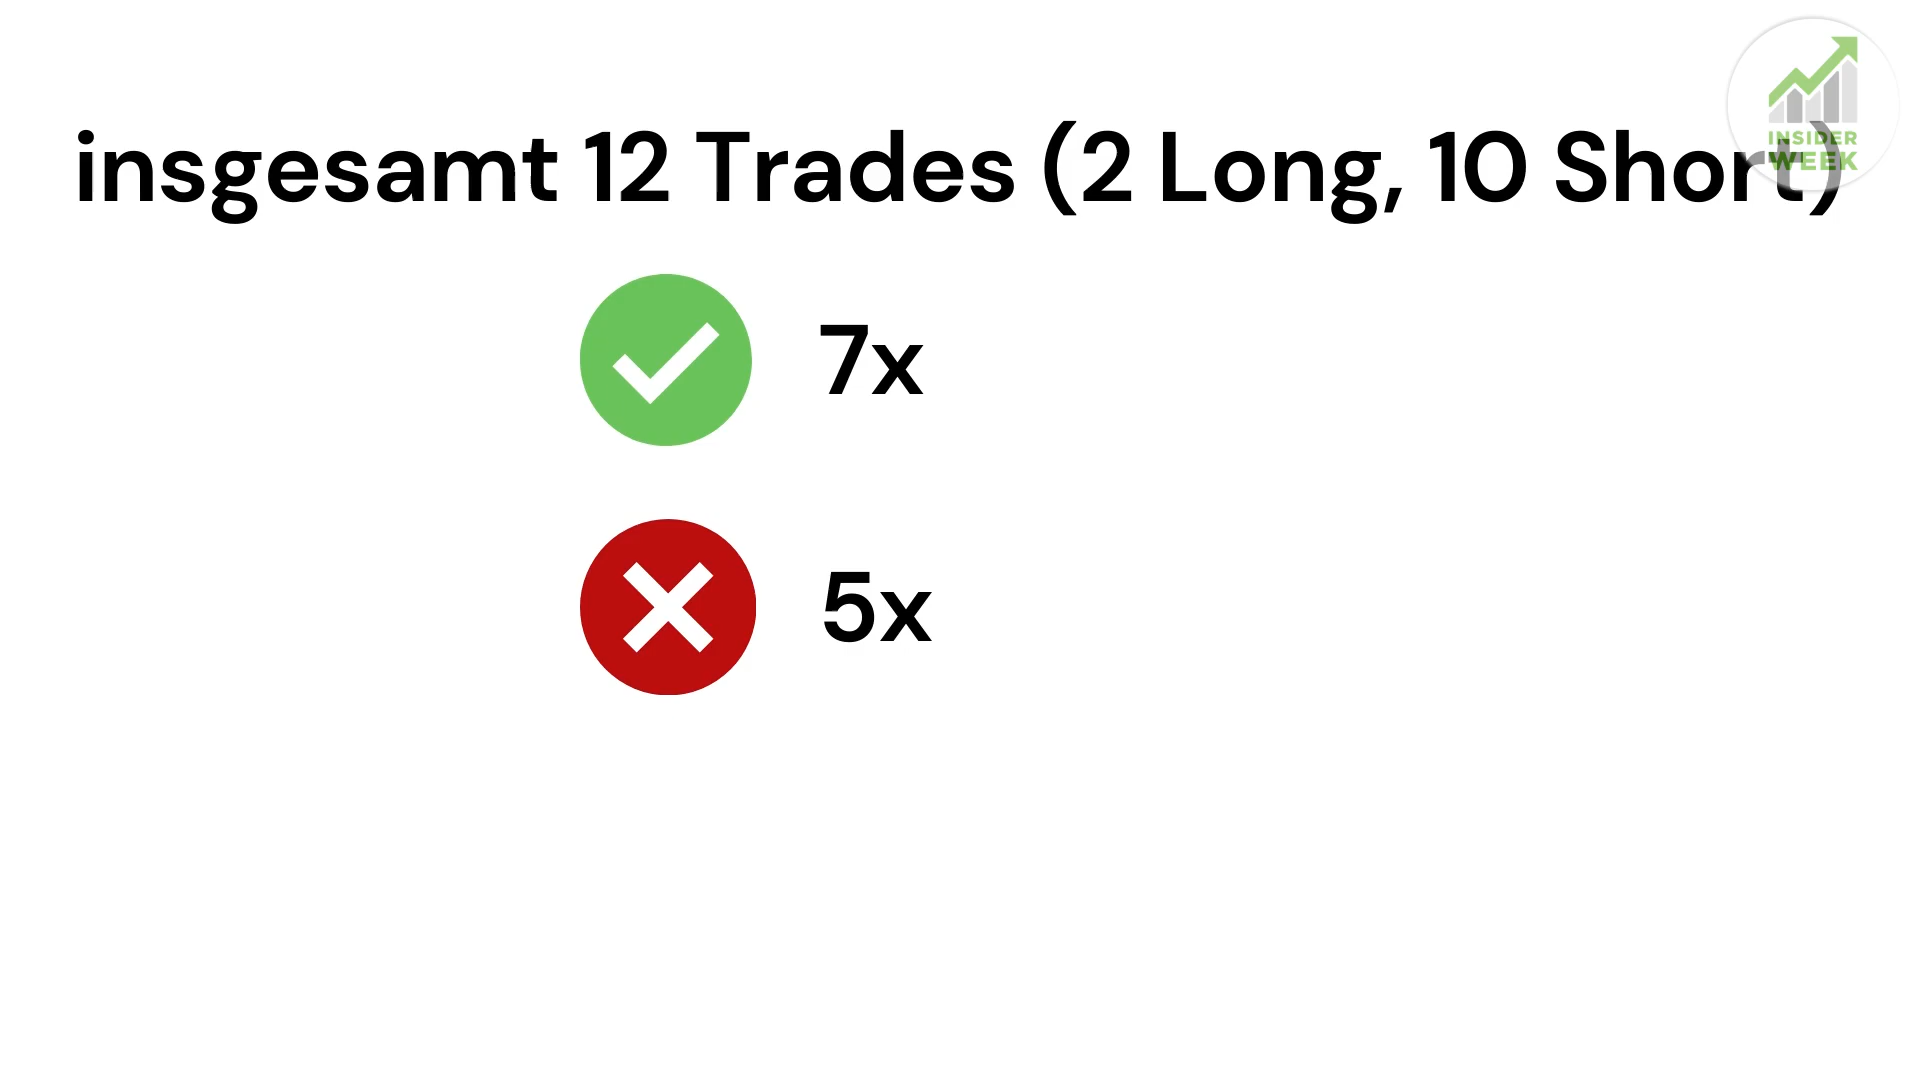 insgesamt 12 Trades (2 Long, 10 Short)
INSIDER
WEEK
7x
5x